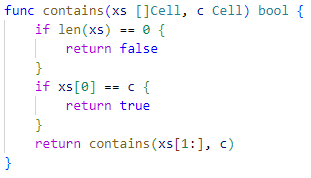 func contains(xs []Cell, c Cell) bool {
    if len(xs) == 0 {
        return false
    }
    if xs[0] == c {
        return true
    }
    return contains(xs[1:], c)
}